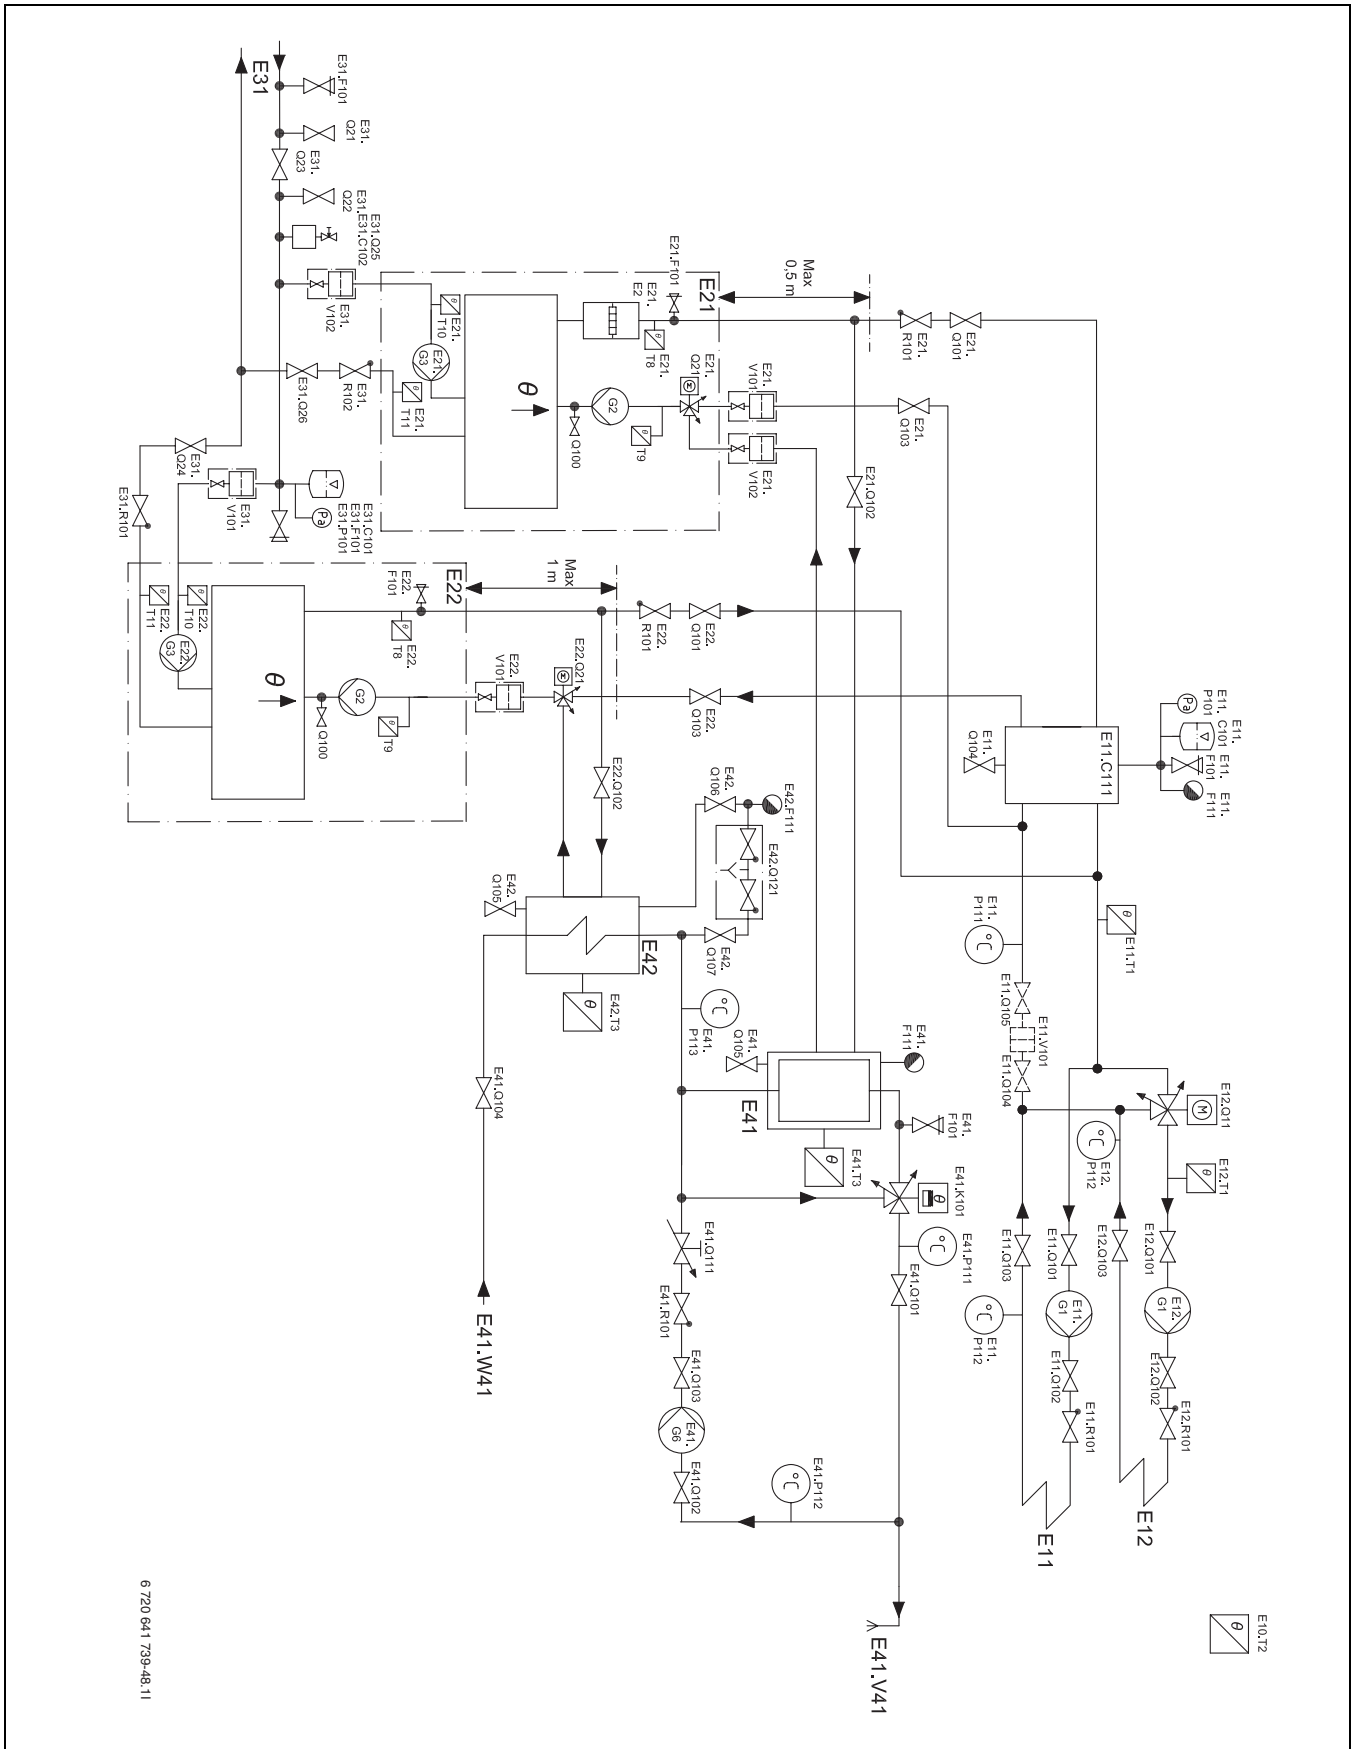 E31
E31.F101
E31.
Q21
E31.
Q23
E31.
Q22
E31.Q25
E31.C102
E31.
V102
E31.
R102
E31.Q26
E31.
Q24
E31.R101
E31.
V101
E31.C101
E31.F101
E31.P101
Pa
E21
E21.F101
E21.
E2
E21.
T8
E21.
T10
E21.
G3
E21.
T11
θ
G2
Q100
T9
E21.
Q21
M
E21.
V101
E21.
V102
Max
0,5 m
E21.
R101
E21.
Q101
E21.
Q103
E21.Q102
E22
E22.
F101
E22.
T8
E22.
T10
E22.
T11
E22.
G3
θ
G2
Q100
T9
E22.
V101
E22.Q21
M
Max
1 m
E22.
R101
E22.
Q101
E22.
Q103
E22.Q102
E11.C111
E11.
P101
Pa
E11.
C101
E11.
F101
E11.
F111
E11.
Q104
E11.
P111
°C
E11.T1
θ
E11.Q105
E11.V101
E11.Q104
E42.
Q106
E42.F111
E42.Q121
E42.
Q107
E42.
Q105
E42
E42.T3
θ
E41.
P113
°C
E41.
Q105
E41.
F111
E41
E41.T3
θ
E41.
F101
E41.K101
θ
E41.P111
°C
E41.Q101
E41.Q104
E41.W41
E41.Q111
E41.R101
E41.Q103
E41.
G6
E41.Q102
E41.P112
°C
E41.V41
E12.Q11
M
E12.
P112
°C
E12.T1
θ
E11.Q103
E11.Q101
E12.Q103
E12.Q101
E11.
P112
°C
E11.
G1
E12.
G1
E11.Q102
E11.R101
E12.Q102
E12.R101
E11
E12
E10.T2
θ
6 720 641 739-48.1I